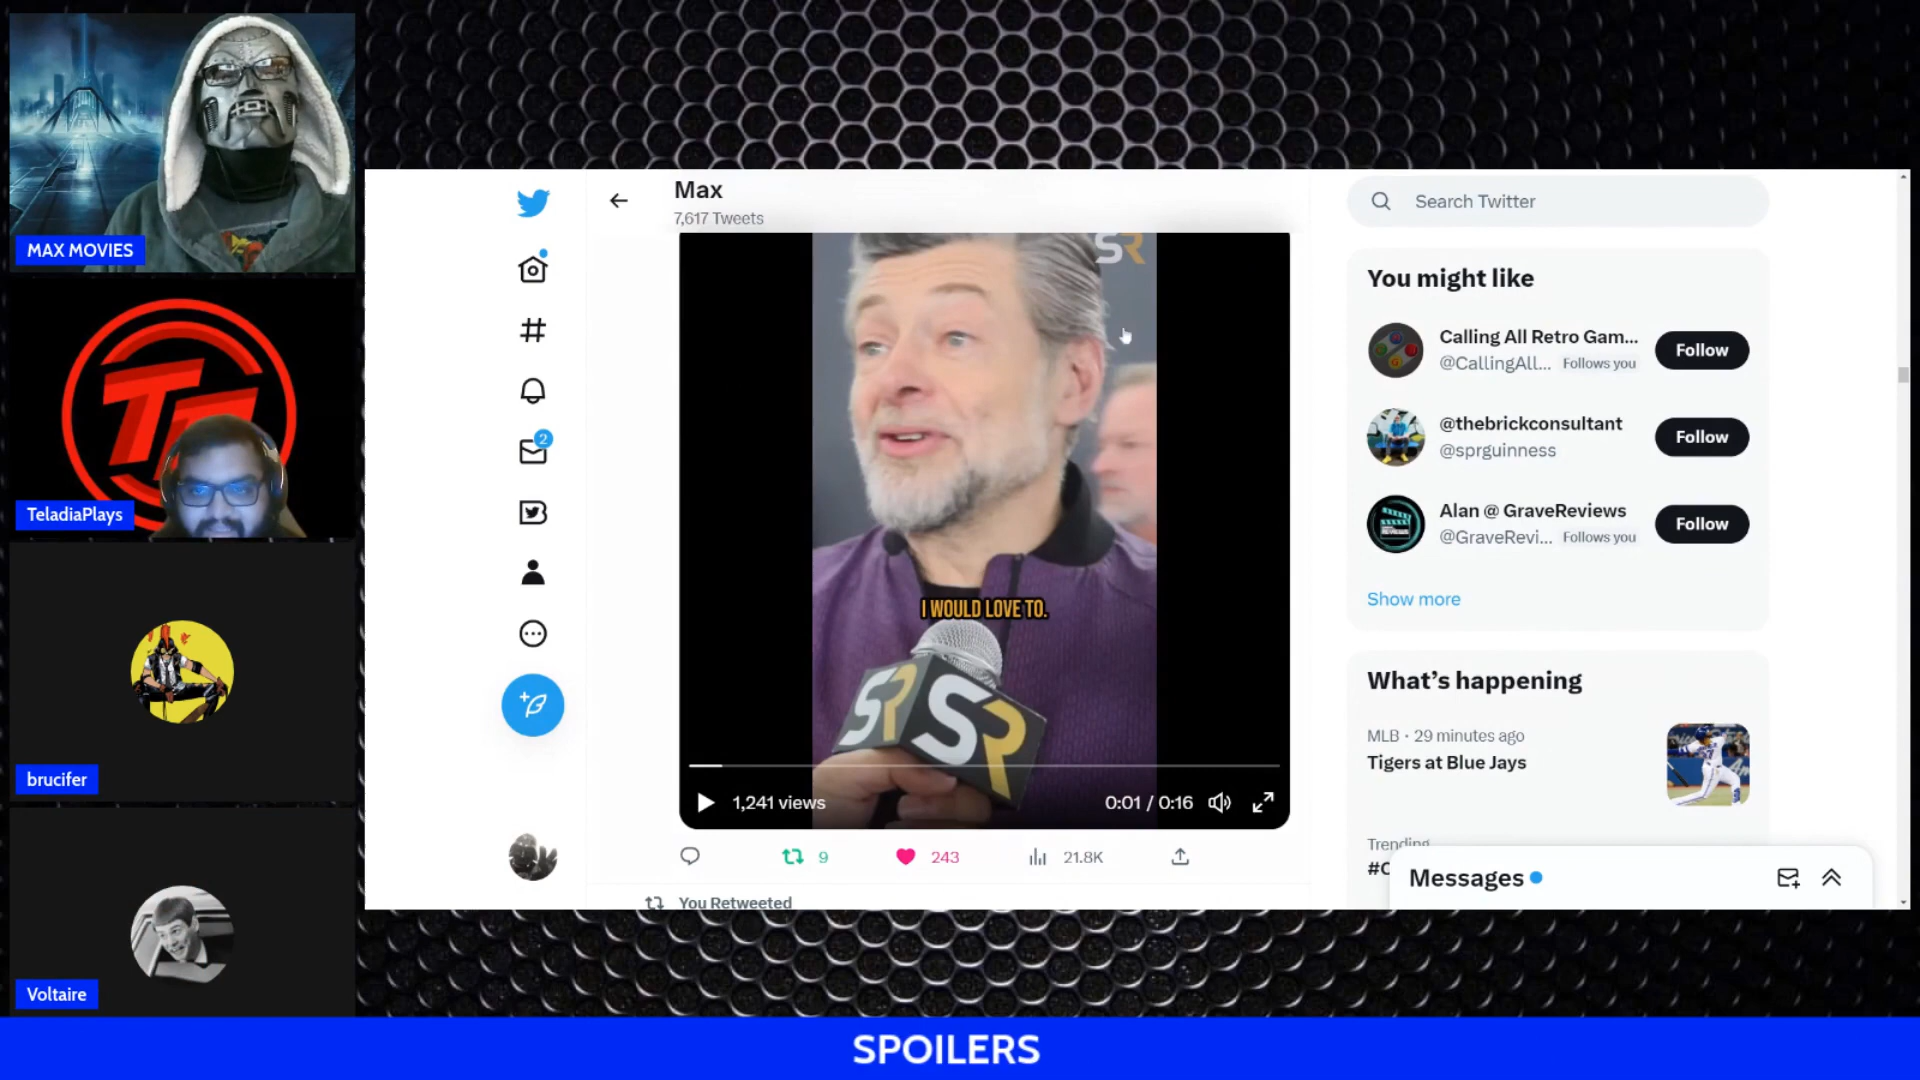 MAX MOVIES
TeladiaPlays
brucifer
Voltaire
Max
7,617 Tweets
2
SR
I WOULD LOVE TO.
SR SR
1,241 views
0:01 / 0:16
9
243
21.8K
You Retweeted
Search Twitter
You might like
Calling All Retro Gam...
@CallingAll... Follows you
Follow
@thebrickconsultant
@sprguinness
Follow
Alan @ GraveReviews
@GraveRevi... Follows you
Follow
Show more
What's happening
MLB · 29 minutes ago
Tigers at Blue Jays
Trending
Messages
SPOILERS